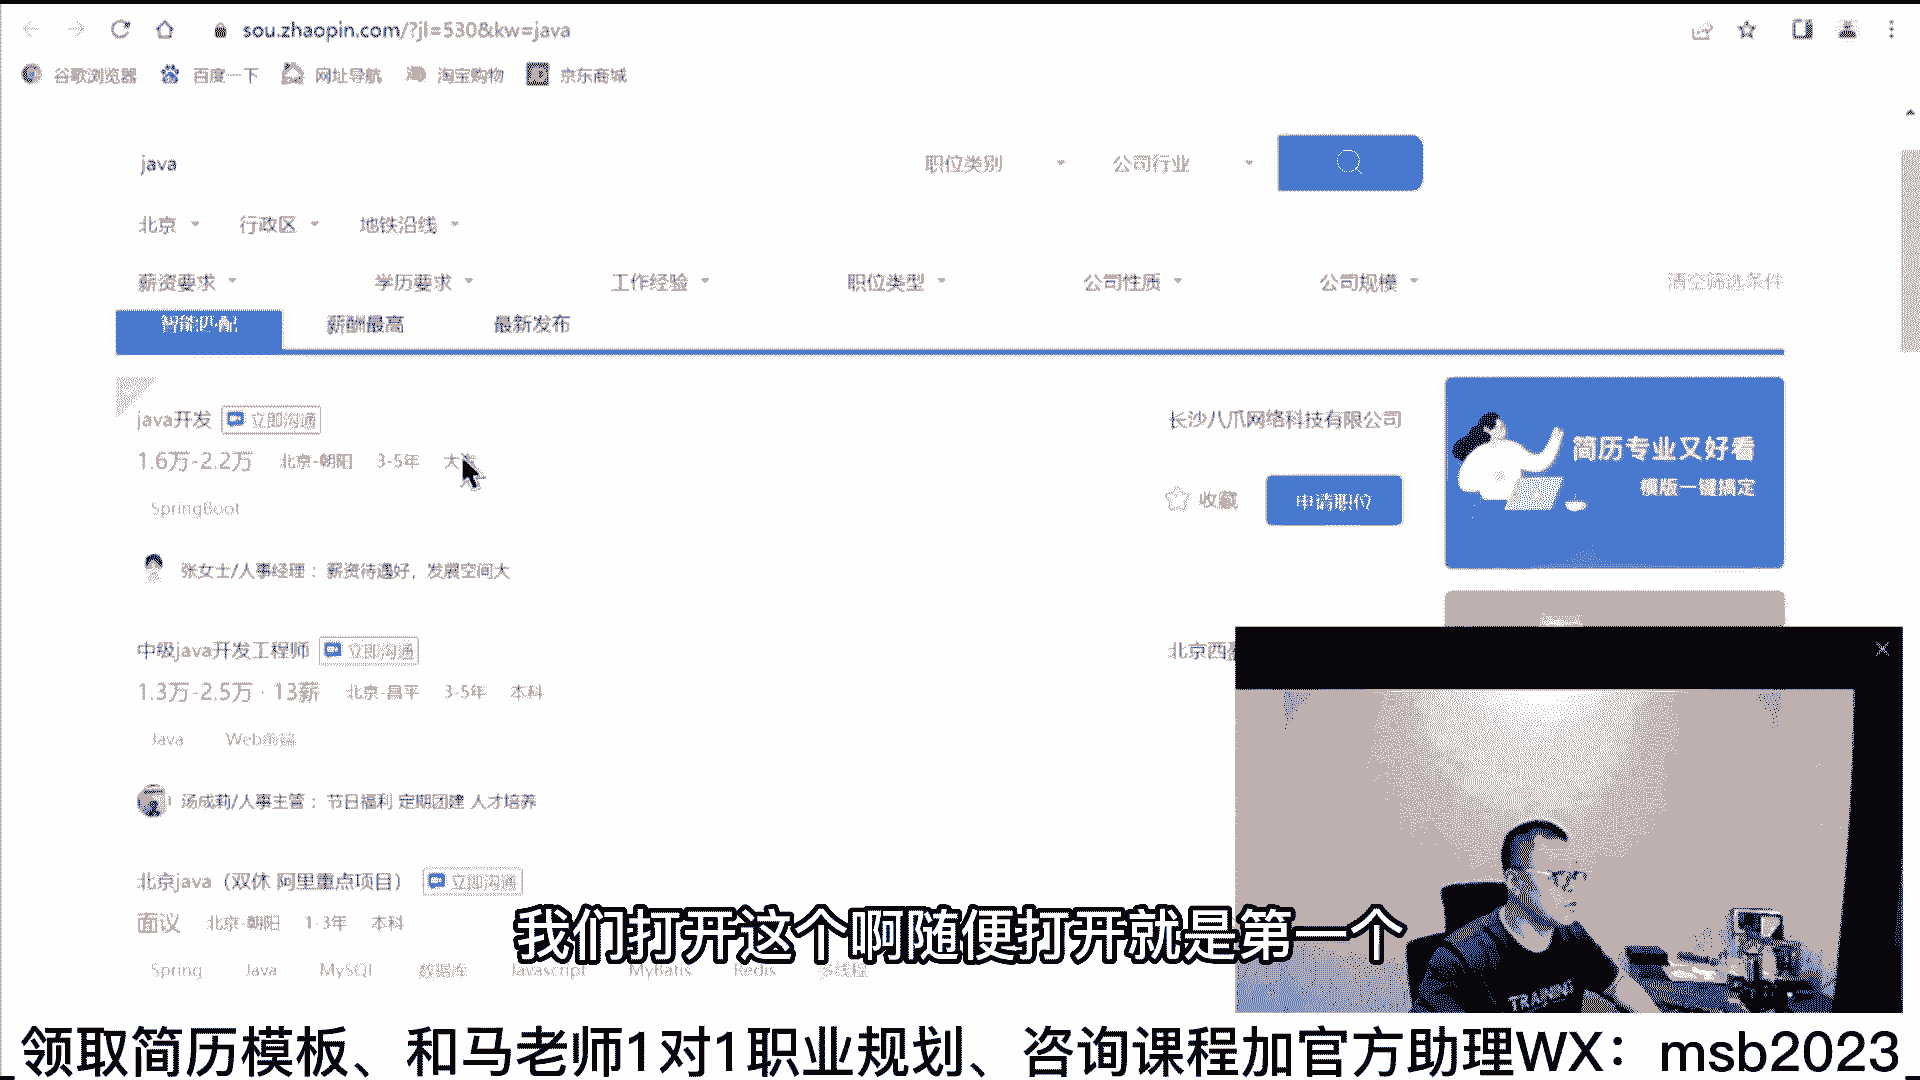 sou.zhaopin.com/?jl=530&kw=java
谷歌浏览器 百度一下 网址导航 淘宝购物 京东商城
java 职位类别 公司行业
北京 行政区 地铁沿线
薪资要求 学历要求 工作经验 职位类型 公司性质 公司规模 清空筛选条件
智能匹配 薪酬最高 最新发布
java开发 立即沟通 长沙八爪网络科技有限公司
1.6万-2.2万 北京-朝阳 3-5年 大
收藏 申请职位
SpringBoot
张女士/人事经理：薪资待遇好，发展空间大
简历专业又好看
模版一键搞定
中级java开发工程师 立即沟通 北京西
1.3万-2.5万·13薪 北京-昌平 3-5年 本科
Java Web前端
汤成莉/人事主管：节日福利 定期团建 人才培养
北京java（双休 阿里重点项目） 立即沟通
面议 北京-朝阳 1-3年 本科
Spring Java MySQL 数据库 Javascript MyBatis Redis 多线程
我们打开这个啊随便打开就是第一个
TRAINING
领取简历模板、和马老师1对1职业规划、咨询课程加官方助理WX：msb2023